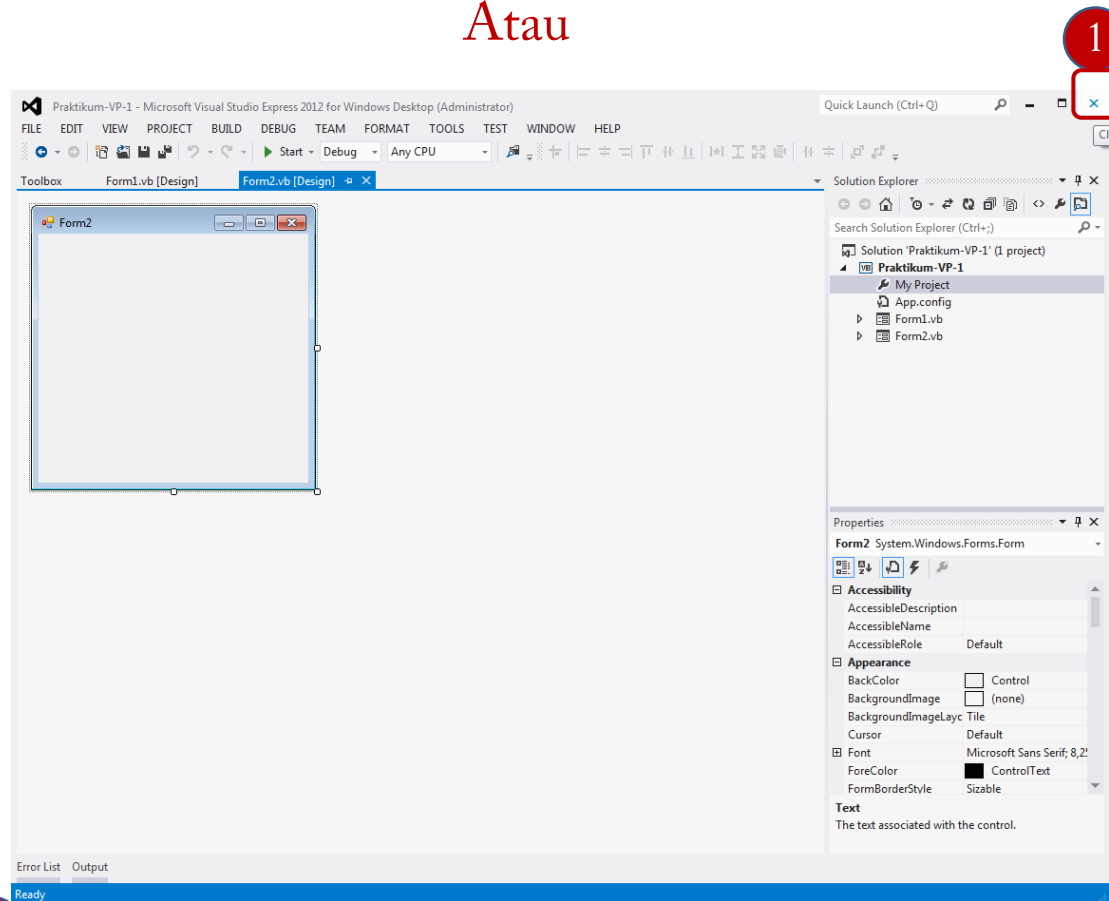 Atau
1
Praktikum-VP-1 - Microsoft Visual Studio Express 2012 for Windows Desktop (Administrator)
Quick Launch (Ctrl+Q)
FILE EDIT VIEW PROJECT BUILD DEBUG TEAM FORMAT TOOLS TEST WINDOW HELP
Start Debug Any CPU
Toolbox Form1.vb [Design] Form2.vb [Design]
Form2
Solution Explorer
Search Solution Explorer (Ctrl+;)
Solution 'Praktikum-VP-1' (1 project)
VB Praktikum-VP-1
My Project
App.config
Form1.vb
Form2.vb
Properties
Form2 System.Windows.Forms.Form
Accessibility
AccessibleDescription
AccessibleName
AccessibleRole Default
Appearance
BackColor Control
BackgroundImage (none)
BackgroundImageLayc Tile
Cursor Default
Font Microsoft Sans Serif; 8,25
ForeColor ControlText
FormBorderStyle Sizable
Text
The text associated with the control.
Error List Output
Ready